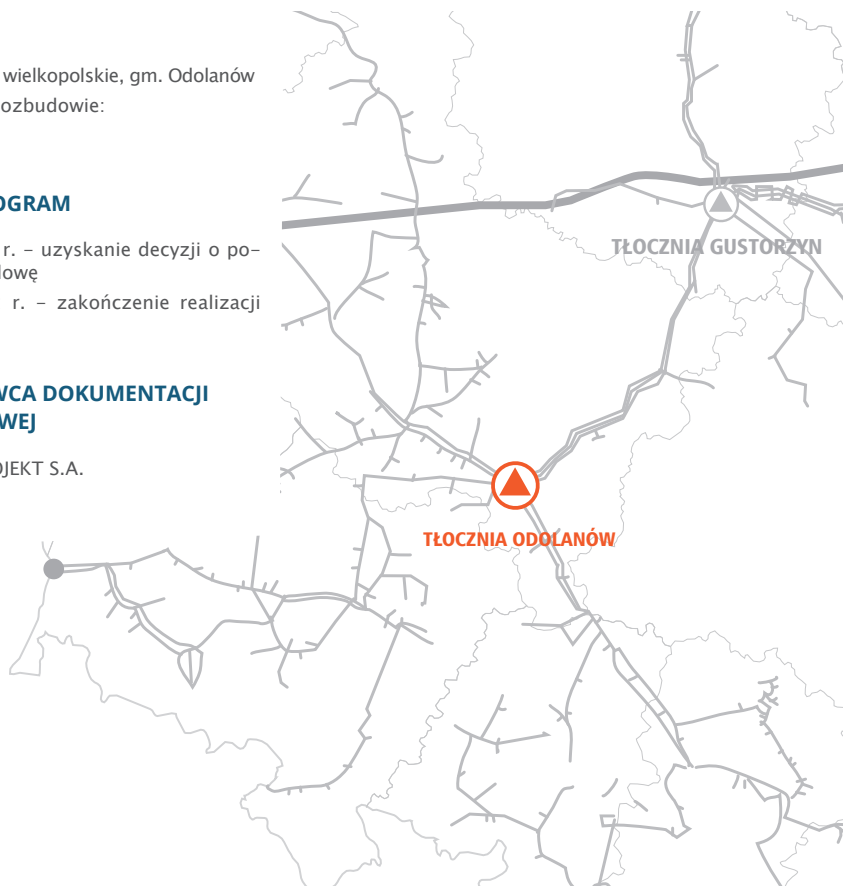 wielkopolskie, gm. Odolanów
ozbudowie:
OGRAM
r. – uzyskanie decyzji o po-
lowę
r. – zakończenie realizacji
WCA DOKUMENTACJI
WEJ
OJEKT S.A.
TŁOCZNIA GUSTORZYN
TŁOCZNIA ODOLANÓW